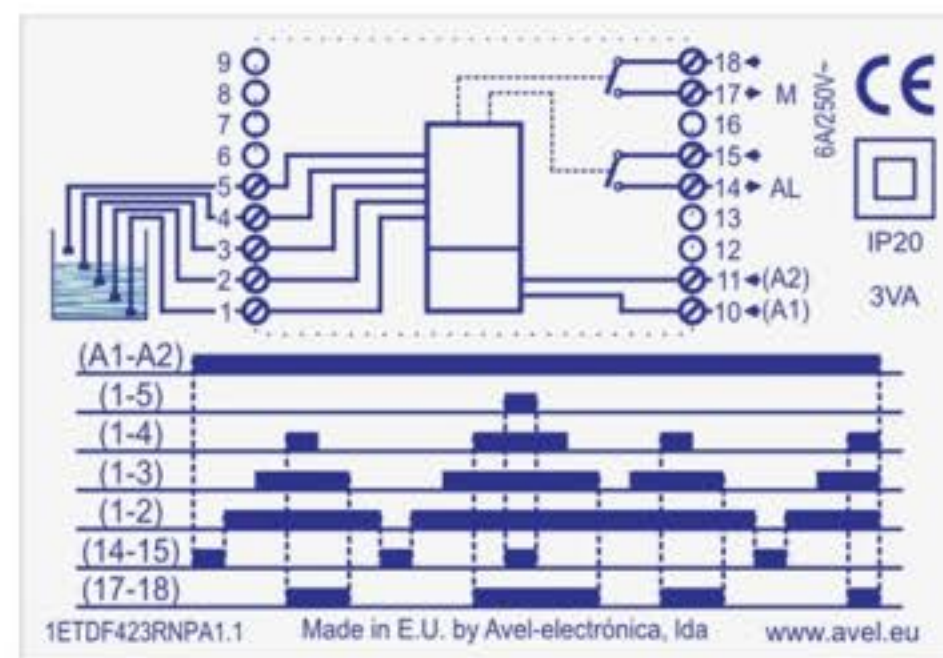 9 18
8 17 M
7 16
6 15
5 14 AL
4 13
3 12
2 11 (A2)
1 10 (A1)
6A/250V~
CE
IP20
3VA
(A1-A2)
(1-5)
(1-4)
(1-3)
(1-2)
(14-15)
(17-18)
1ETDF423RNPA1.1 Made in E.U. by Avel-electrónica, lda www.avel.eu